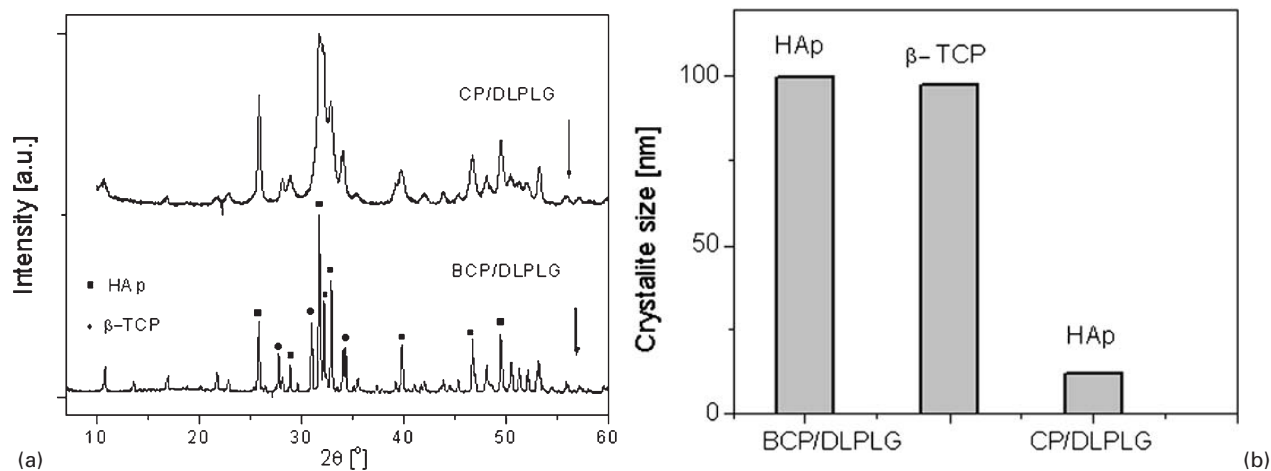 Intensity [a.u.]
CP/DLPLG
BCP/DLPLG
■ HAp
♦ β–TCP
10 20 30 40 50 60
2θ [°]
(a)
Crystalite size [nm]
100
50
0
HAp
β– TCP
HAp
BCP/DLPLG CP/DLPLG
(b)